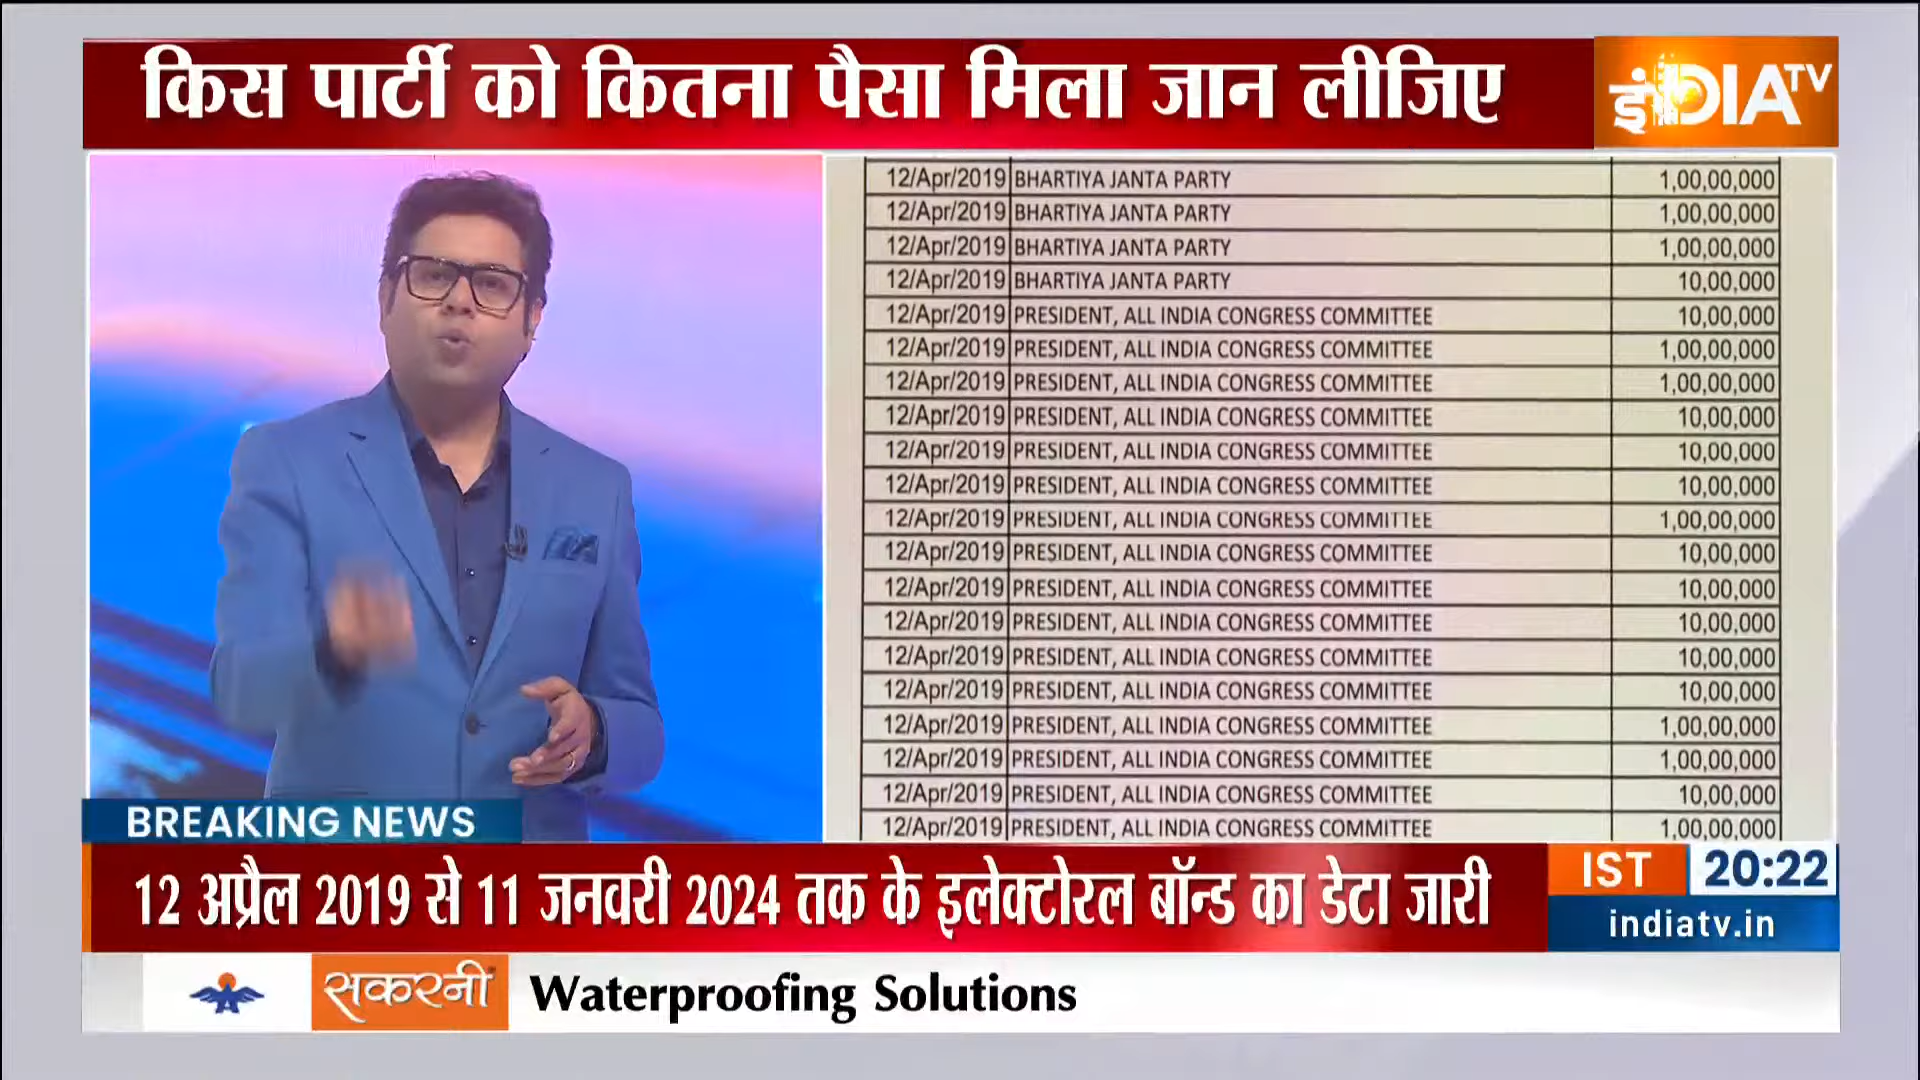 किस पार्टी को कितना पैसा मिला जान लीजिए
इंDIATV
12/Apr/2019 BHARTIYA JANTA PARTY 1,00,00,000
12/Apr/2019 BHARTIYA JANTA PARTY 1,00,00,000
12/Apr/2019 BHARTIYA JANTA PARTY 1,00,00,000
12/Apr/2019 BHARTIYA JANTA PARTY 10,00,000
12/Apr/2019 PRESIDENT, ALL INDIA CONGRESS COMMITTEE 10,00,000
12/Apr/2019 PRESIDENT, ALL INDIA CONGRESS COMMITTEE 1,00,00,000
12/Apr/2019 PRESIDENT, ALL INDIA CONGRESS COMMITTEE 1,00,00,000
12/Apr/2019 PRESIDENT, ALL INDIA CONGRESS COMMITTEE 10,00,000
12/Apr/2019 PRESIDENT, ALL INDIA CONGRESS COMMITTEE 10,00,000
12/Apr/2019 PRESIDENT, ALL INDIA CONGRESS COMMITTEE 10,00,000
12/Apr/2019 PRESIDENT, ALL INDIA CONGRESS COMMITTEE 1,00,00,000
12/Apr/2019 PRESIDENT, ALL INDIA CONGRESS COMMITTEE 10,00,000
12/Apr/2019 PRESIDENT, ALL INDIA CONGRESS COMMITTEE 10,00,000
12/Apr/2019 PRESIDENT, ALL INDIA CONGRESS COMMITTEE 10,00,000
12/Apr/2019 PRESIDENT, ALL INDIA CONGRESS COMMITTEE 10,00,000
12/Apr/2019 PRESIDENT, ALL INDIA CONGRESS COMMITTEE 10,00,000
12/Apr/2019 PRESIDENT, ALL INDIA CONGRESS COMMITTEE 1,00,00,000
12/Apr/2019 PRESIDENT, ALL INDIA CONGRESS COMMITTEE 1,00,00,000
12/Apr/2019 PRESIDENT, ALL INDIA CONGRESS COMMITTEE 10,00,000
12/Apr/2019 PRESIDENT, ALL INDIA CONGRESS COMMITTEE 1,00,00,000
BREAKING NEWS
12 अप्रैल 2019 से 11 जनवरी 2024 तक के इलेक्टोरल बॉन्ड का डेटा जारी
IST 20:22
indiatv.in
सकरनी Waterproofing Solutions